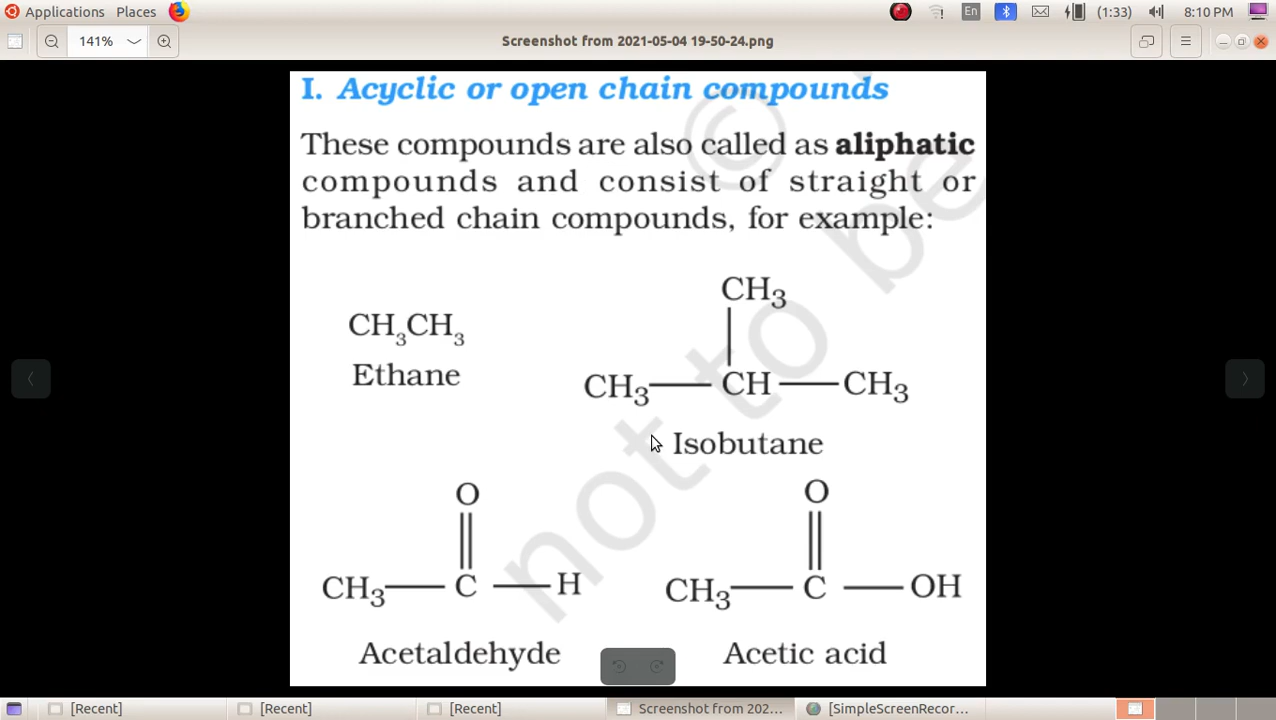 Applications Places En (1:33) 8:10 PM
141% Screenshot from 2021-05-04 19-50-24.png
I. Acyclic or open chain compounds
These compounds are also called as aliphatic
compounds and consist of straight or
branched chain compounds, for example:
CH3
CH3CH3
Ethane
CH3 CH CH3
Isobutane
O O
CH3 C H CH3 C OH
Acetaldehyde Acetic acid
© not to be
[Recent] [Recent] [Recent] Screenshot from 202... [SimpleScreenRecor...